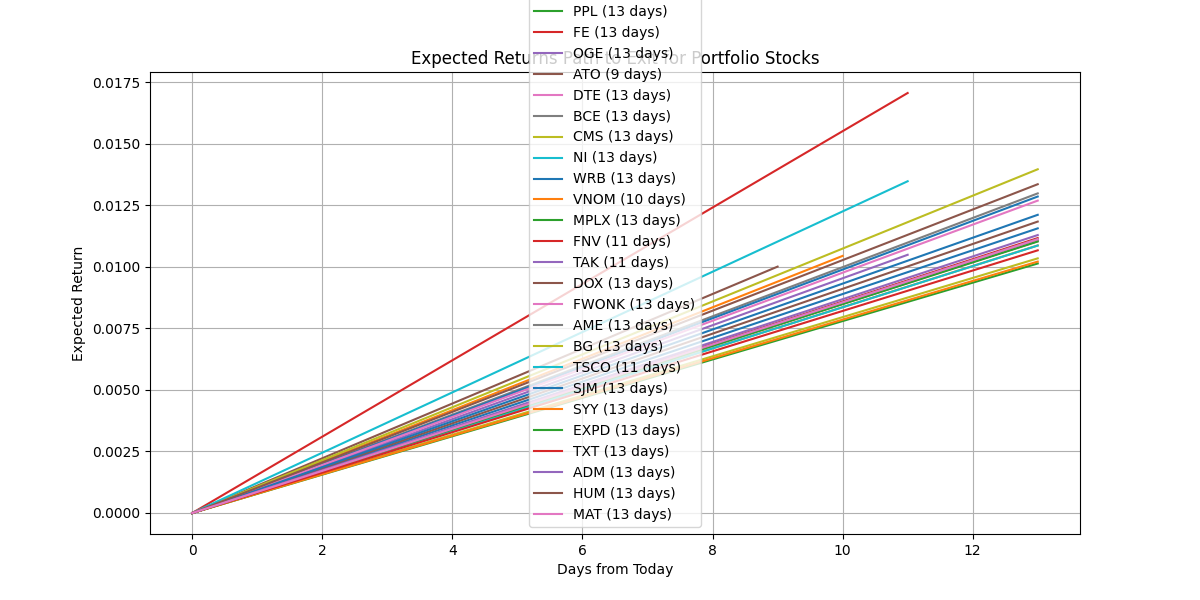 PPL (13 days)
FE (13 days)
OGE (13 days)
Expected Returns Path to Exit for Portfolio Stocks
ATO (9 days)
DTE (13 days)
BCE (13 days)
CMS (13 days)
NI (13 days)
WRB (13 days)
VNOM (10 days)
MPLX (13 days)
FNV (11 days)
TAK (11 days)
DOX (13 days)
FWONK (13 days)
AME (13 days)
BG (13 days)
TSCO (11 days)
SJM (13 days)
SYY (13 days)
EXPD (13 days)
TXT (13 days)
ADM (13 days)
HUM (13 days)
MAT (13 days)
Expected Return
0.0175
0.0150
0.0125
0.0100
0.0075
0.0050
0.0025
0.0000
0 2 4 6 8 10 12
Days from Today